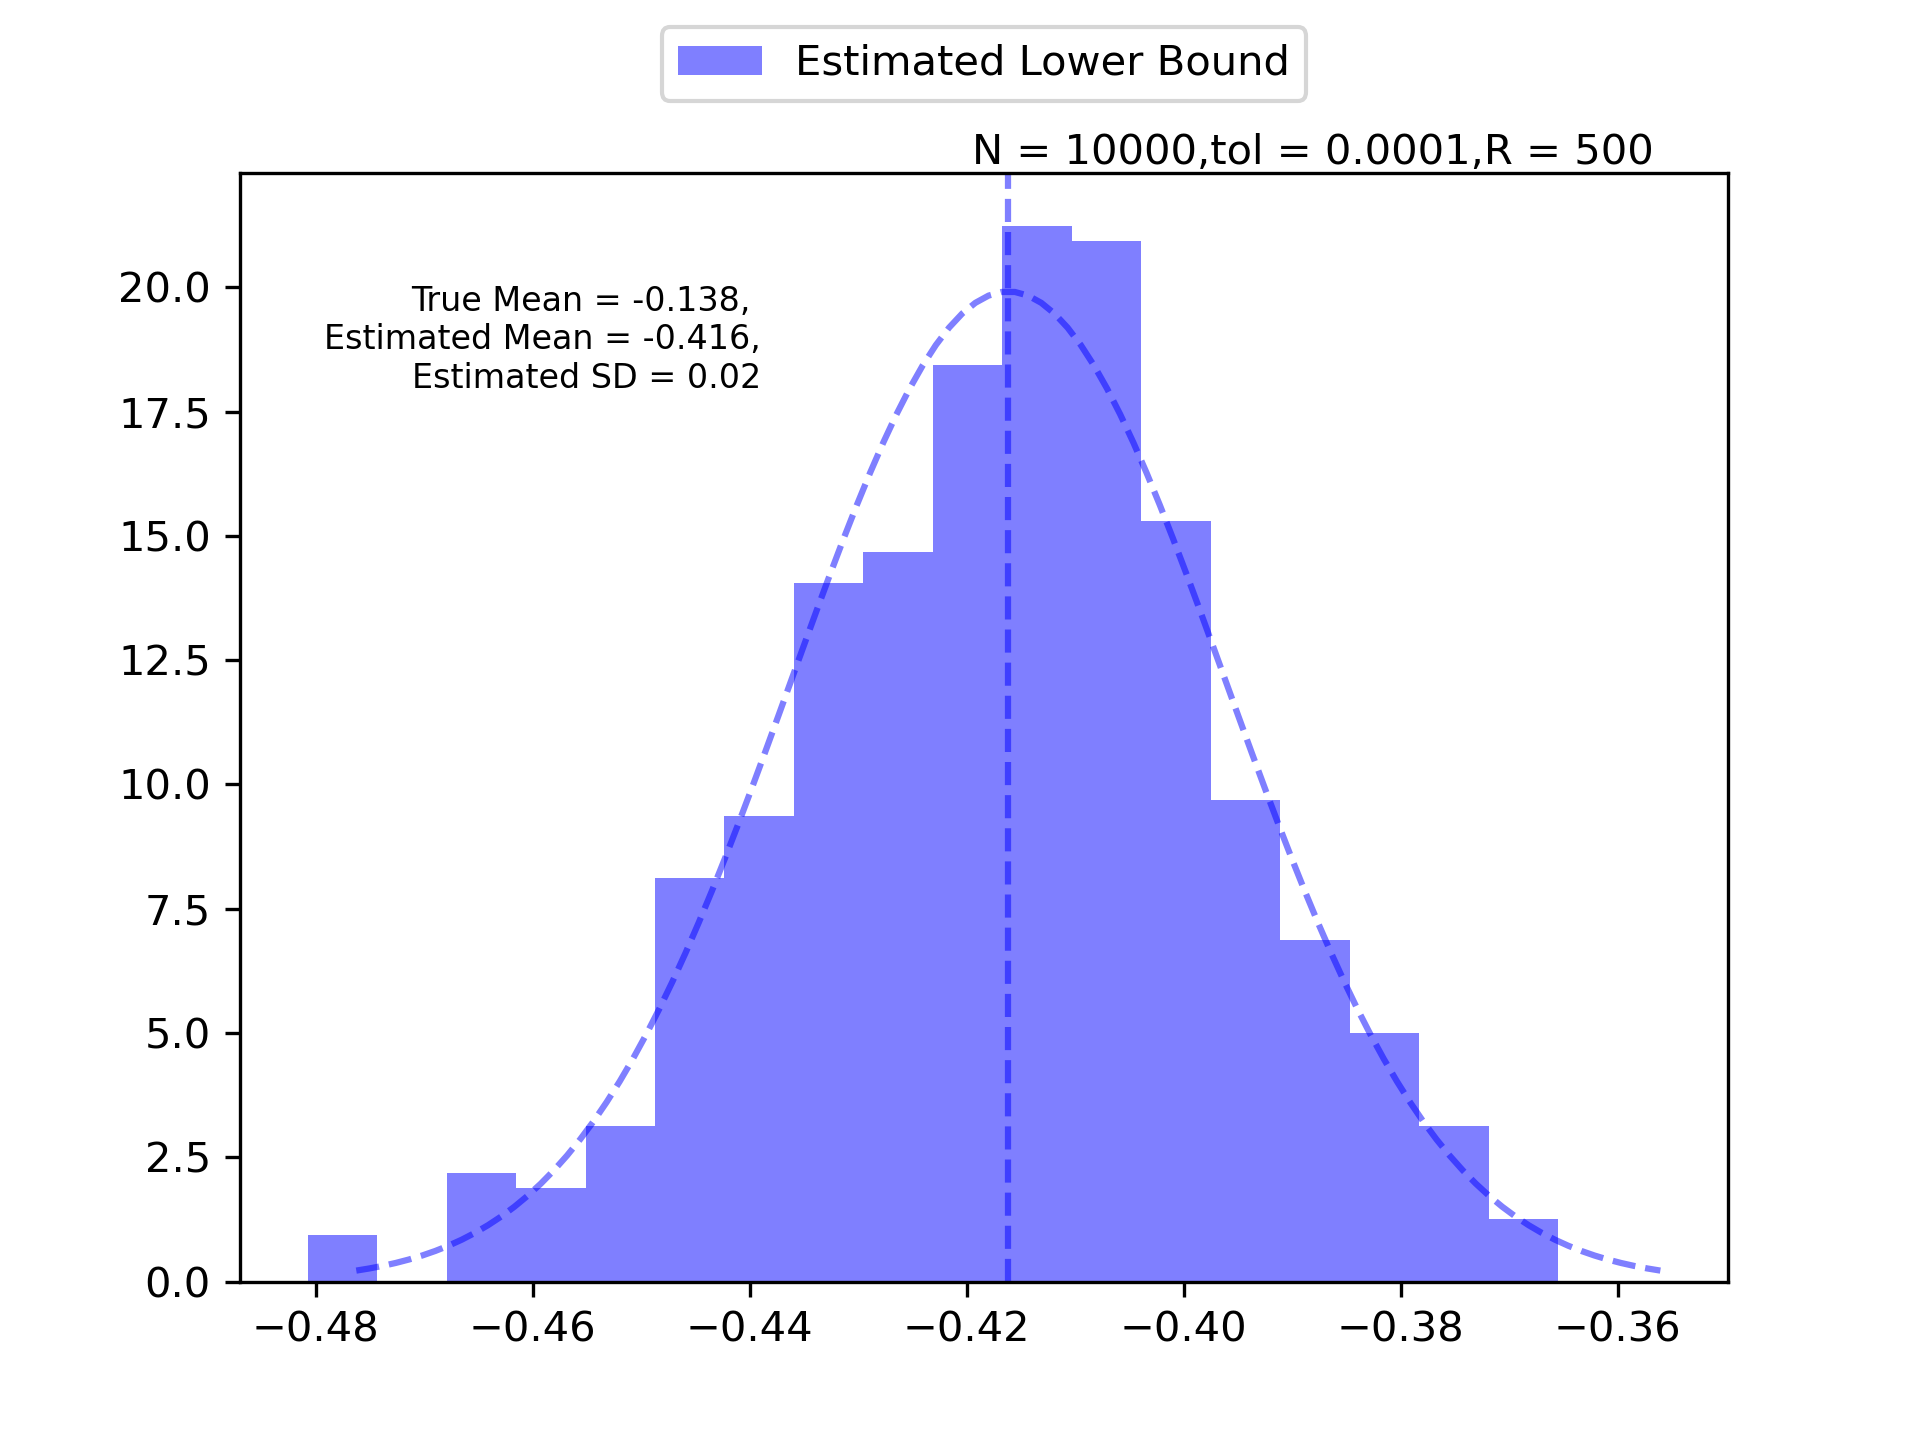 Estimated Lower Bound
N = 10000,tol = 0.0001,R = 500
True Mean = -0.138,
Estimated Mean = -0.416,
Estimated SD = 0.02
20.0
17.5
15.0
12.5
10.0
7.5
5.0
2.5
0.0
−0.48 −0.46 −0.44 −0.42 −0.40 −0.38 −0.36